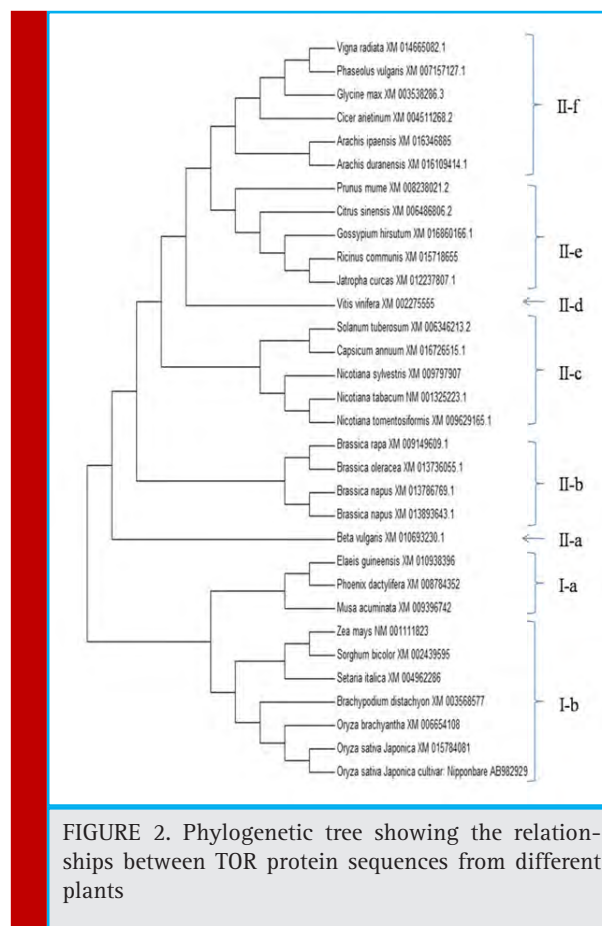 Vigna radiata XM 014665082.1
Phaseolus vulgaris XM 007157127.1
Glycine max XM 003538286.3
II-f
Cicer arietinum XM 004511268.2
Arachis ipaensis XM 016346885
Arachis duranensis XM 016109414.1
Prunus mume XM 008238021.2
Citrus sinensis XM 006486806.2
Gossypium hirsutum XM 016860166.1
II-e
Ricinus communis XM 015718655
Jatropha curcas XM 012237807.1
Vitis vinifera XM 002275555
II-d
Solanum tuberosum XM 006346213.2
Capsicum annuum XM 016726515.1
Nicotiana sylvestris XM 009797907
II-c
Nicotiana tabacum NM 001325223.1
Nicotiana tomentosiformis XM 009629165.1
Brassica rapa XM 009149609.1
Brassica oleracea XM 013736055.1
II-b
Brassica napus XM 013786769.1
Brassica napus XM 013893643.1
Beta vulgaris XM 010693230.1
II-a
Elaeis guineensis XM 010938396
Phoenix dactylifera XM 008784352
I-a
Musa acuminata XM 009396742
Zea mays NM 001111823
Sorghum bicolor XM 002439595
Setaria italica XM 004962286
Brachypodium distachyon XM 003568577
I-b
Oryza brachyantha XM 006654108
Oryza sativa Japonica XM 015784081
Oryza sativa Japonica cultivar: Nipponbare AB982929
FIGURE 2. Phylogenetic tree showing the relation-
ships between TOR protein sequences from different
plants